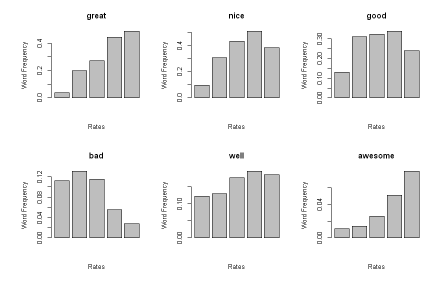 great
Word Frequency
0.0
0.2
0.4
Rates
nice
Word Frequency
0.0
0.2
0.4
Rates
good
Word Frequency
0.00
0.10
0.20
0.30
Rates
bad
Word Frequency
0.00
0.04
0.08
0.12
Rates
well
Word Frequency
0.00
0.10
Rates
awesome
Word Frequency
0.00
0.04
Rates